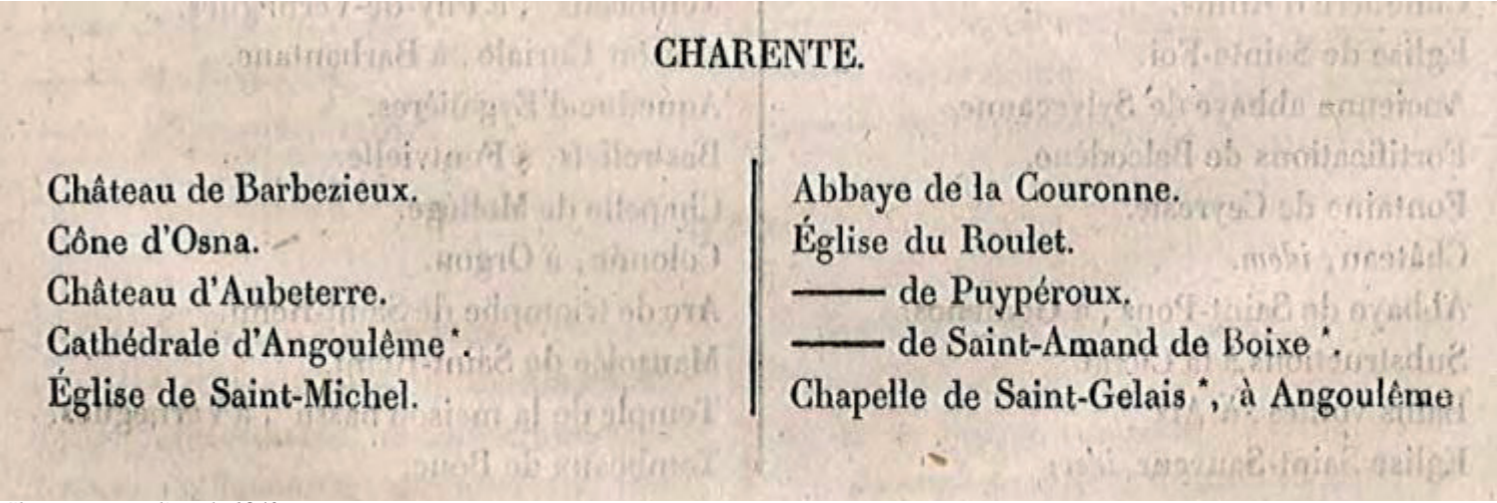 CHARENTE.
Château de Barbezieux.
Cône d'Osna.
Château d'Aubeterre.
Cathédrale d'Angoulême*.
Église de Saint-Michel.
Abbaye de la Couronne.
Église du Roulet.
—— de Puypéroux.
—— de Saint-Amand de Boixe*.
Chapelle de Saint-Gelais*, à Angoulême